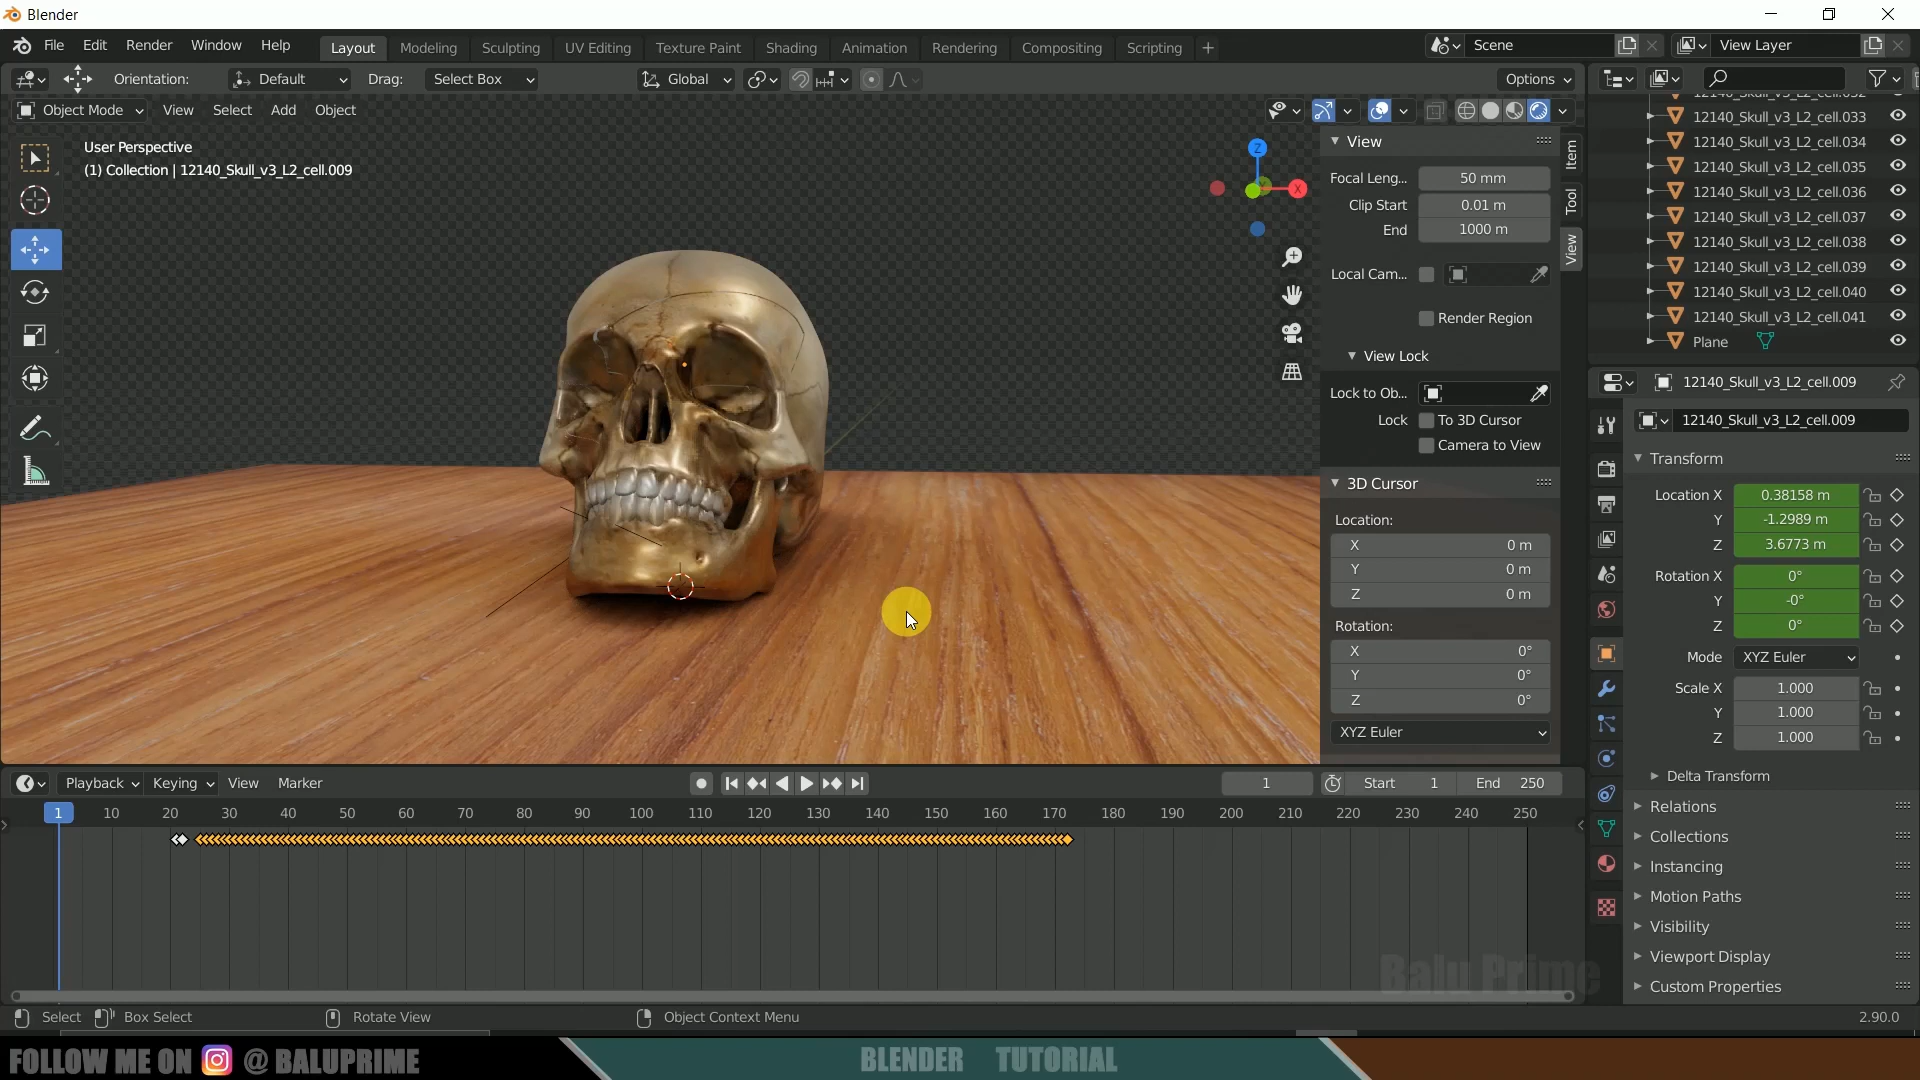 Blender
File Edit Render Window Help Layout Modeling Sculpting UV Editing Texture Paint Shading Animation Rendering Compositing Scripting + Scene View Layer
Orientation: Default Drag: Select Box Global Options
Object Mode View Select Add Object
User Perspective
(1) Collection | 12140_Skull_v3_L2_cell.009
Z
X
View
Focal Leng... 50 mm
Clip Start 0.01 m
End 1000 m
Local Cam...
Render Region
View Lock
Lock to Ob...
Lock To 3D Cursor
Camera to View
3D Cursor
Location:
X 0 m
Y 0 m
Z 0 m
Rotation:
X 0°
Y 0°
Z 0°
XYZ Euler
Item
Tool
View
12140_Skull_v3_L2_cell.032
12140_Skull_v3_L2_cell.033
12140_Skull_v3_L2_cell.034
12140_Skull_v3_L2_cell.035
12140_Skull_v3_L2_cell.036
12140_Skull_v3_L2_cell.037
12140_Skull_v3_L2_cell.038
12140_Skull_v3_L2_cell.039
12140_Skull_v3_L2_cell.040
12140_Skull_v3_L2_cell.041
Plane
12140_Skull_v3_L2_cell.009
12140_Skull_v3_L2_cell.009
Transform
Location X 0.38158 m
Y -1.2989 m
Z 3.6773 m
Rotation X 0°
Y -0°
Z 0°
Mode XYZ Euler
Scale X 1.000
Y 1.000
Z 1.000
Delta Transform
Relations
Collections
Instancing
Motion Paths
Visibility
Viewport Display
Custom Properties
Playback Keying View Marker 1 Start 1 End 250
1 10 20 30 40 50 60 70 80 90 100 110 120 130 140 150 160 170 180 190 200 210 220 230 240 250
Balu Prime
Select Box Select Rotate View Object Context Menu 2.90.0
FOLLOW ME ON @ BALUPRIME BLENDER TUTORIAL